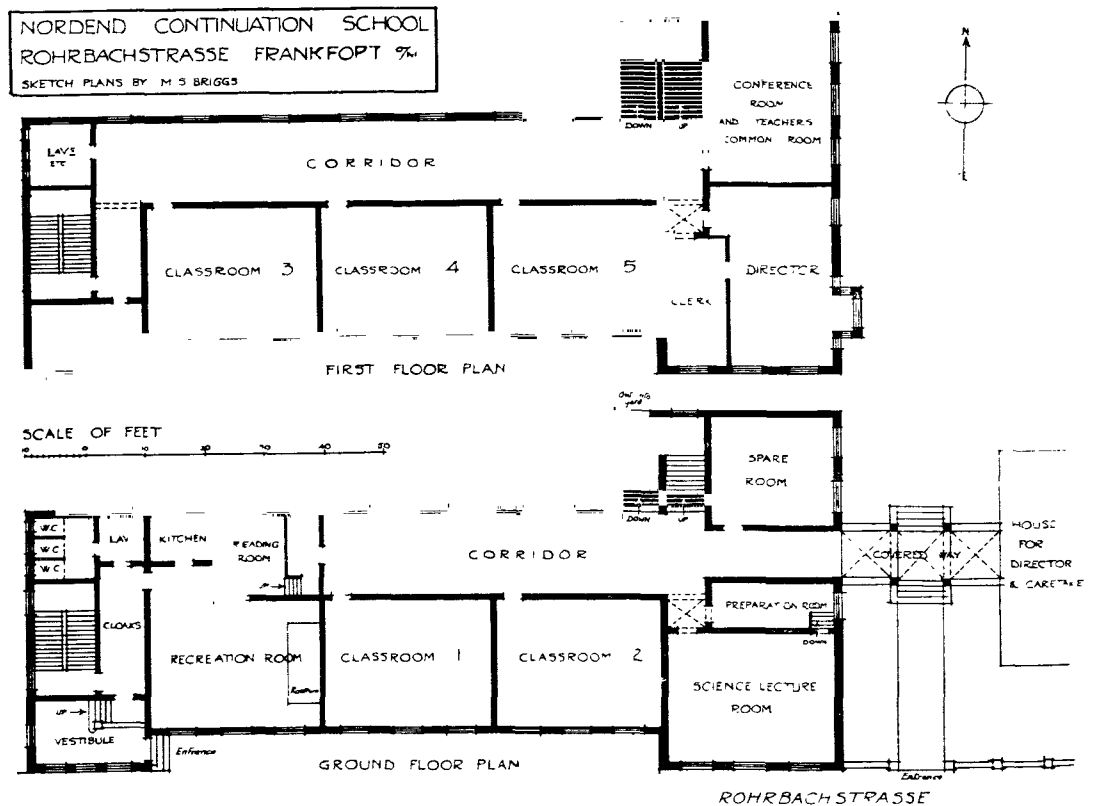 NORDEND CONTINUATION SCHOOL
ROHRBACHSTRASSE FRANKFOPT a/M
SKETCH PLANS BY M S BRIGGS
N
CONFERENCE
ROOM
AND TEACHERS
COMMON ROOM
DOWN UP
LAVS
ETC
CORRIDOR
CLASSROOM 3
CLASSROOM 4
CLASSROOM 5
CLERK
DIRECTOR
FIRST FLOOR PLAN
yard
SCALE OF FEET
10 0 10 20 30 40 50
SPARE
ROOM
DOWN UP
W.C
W.C
W.C
LAV
KITCHEN
READING
ROOM
UP
CORRIDOR
COVERED WAY
HOUSE
FOR
DIRECTOR
& CARETAKE
CLOAKS
RECREATION ROOM
CLASSROOM 1
CLASSROOM 2
PREPARATION ROOM
DOWN
SCIENCE LECTURE
ROOM
UP
VESTIBULE
Entrance
GROUND FLOOR PLAN
Entrance
ROHRBACHSTRASSE